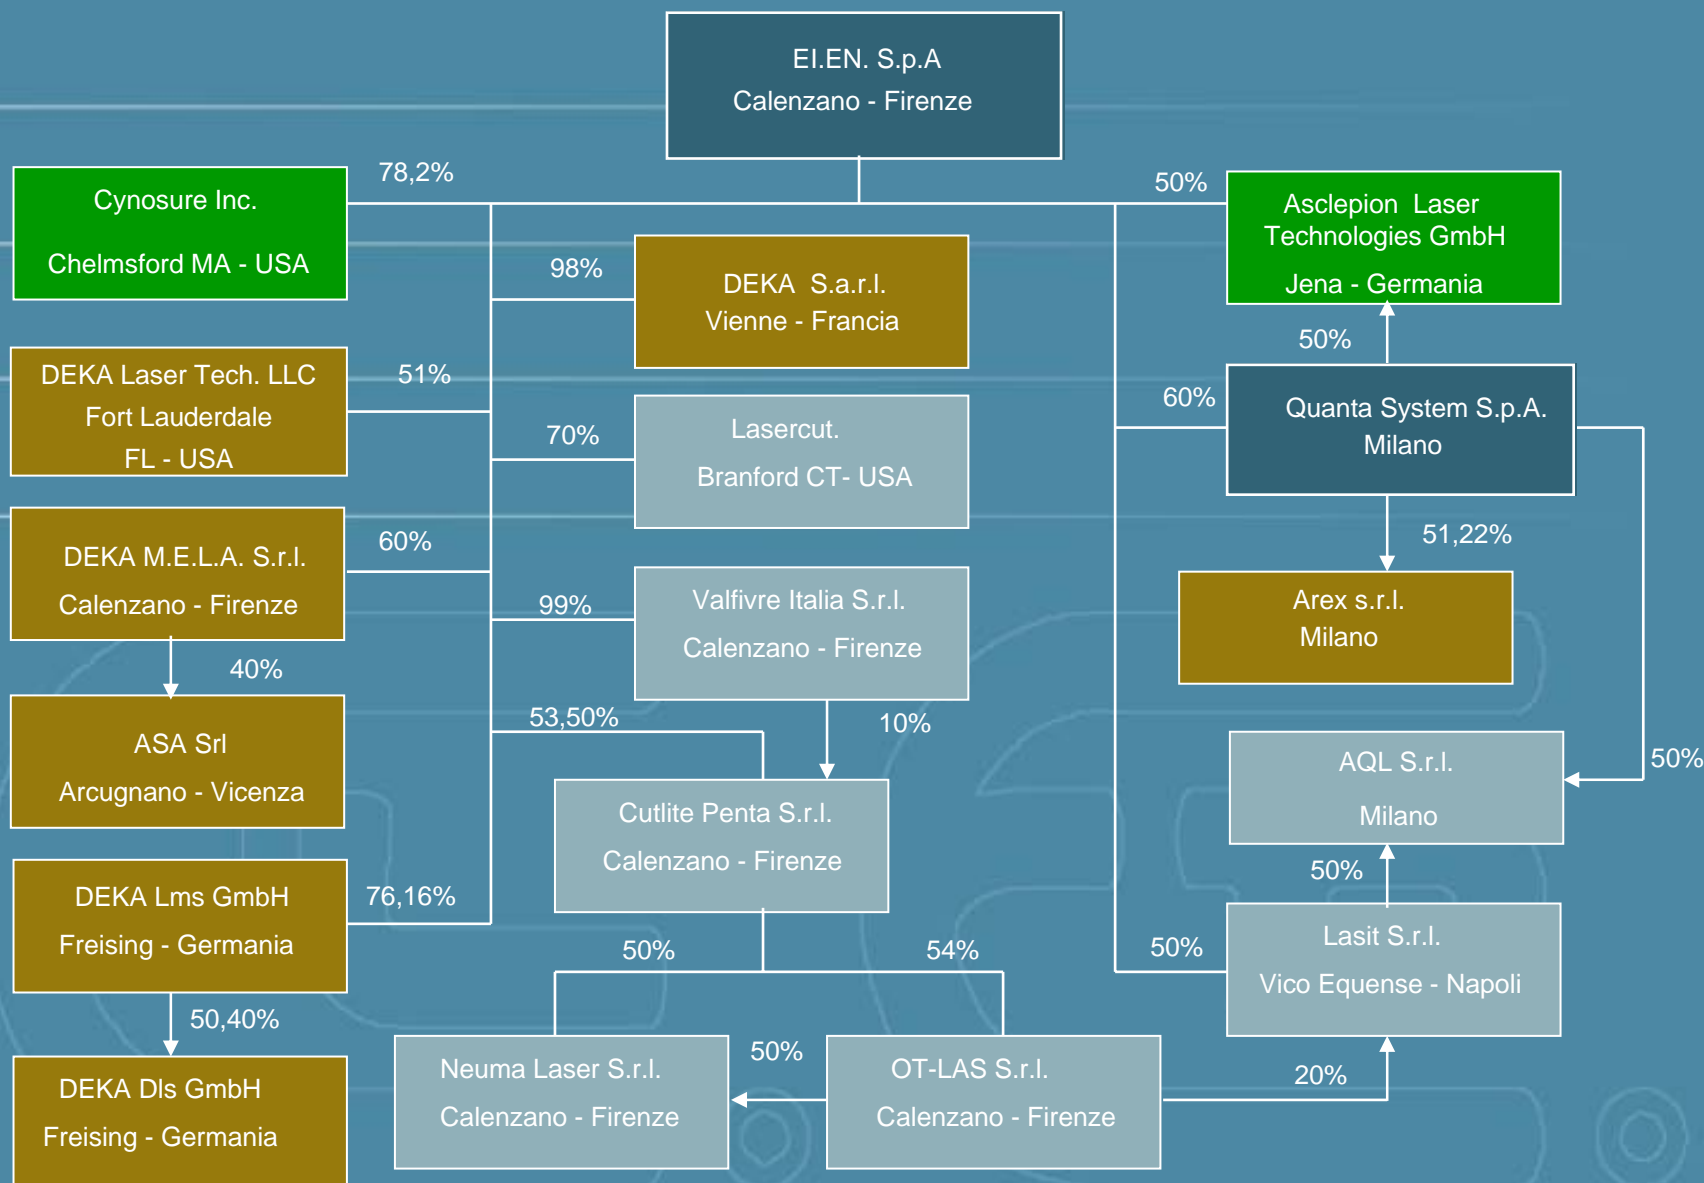 EI.EN. S.p.A
Calenzano - Firenze
78,2%
50%
Cynosure Inc.
Chelmsford MA - USA
Asclepion Laser
Technologies GmbH
Jena - Germania
98%
DEKA S.a.r.l.
Vienne - Francia
50%
DEKA Laser Tech. LLC
Fort Lauderdale
FL - USA
51%
70%
Lasercut.
Branford CT- USA
60%
Quanta System S.p.A.
Milano
51,22%
DEKA M.E.L.A. S.r.l.
Calenzano - Firenze
60%
99%
Valfivre Italia S.r.l.
Calenzano - Firenze
Arex s.r.l.
Milano
40%
53,50%
10%
ASA Srl
Arcugnano - Vicenza
AQL S.r.l.
Milano
50%
Cutlite Penta S.r.l.
Calenzano - Firenze
50%
DEKA Lms GmbH
Freising - Germania
76,16%
50%
54%
50%
Lasit S.r.l.
Vico Equense - Napoli
50,40%
50%
20%
DEKA Dls GmbH
Freising - Germania
Neuma Laser S.r.l.
Calenzano - Firenze
OT-LAS S.r.l.
Calenzano - Firenze